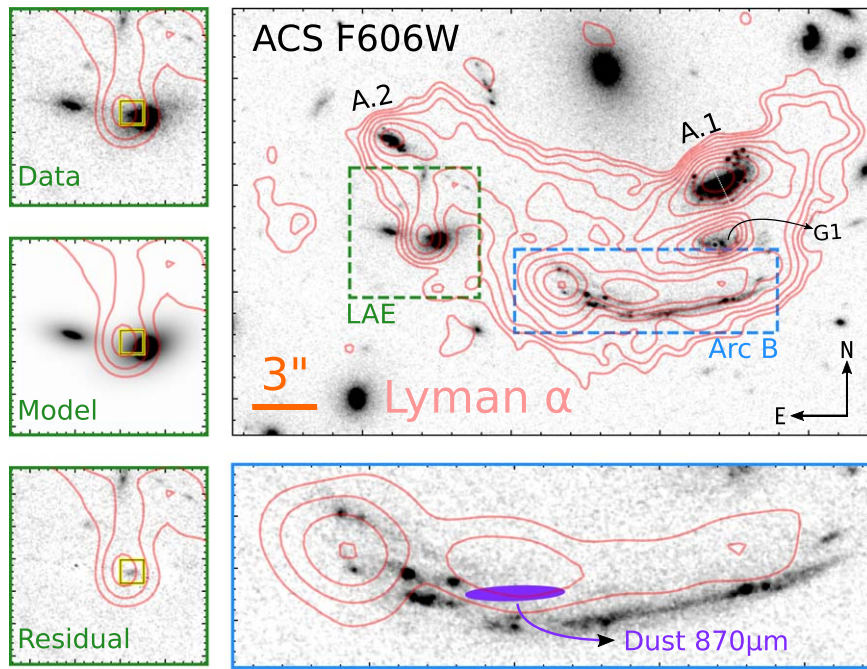 ACS F606W
A.2
A.1
G1
LAE
Arc B
3"
Lyman α
N
E
Data
Model
Residual
Dust 870μm